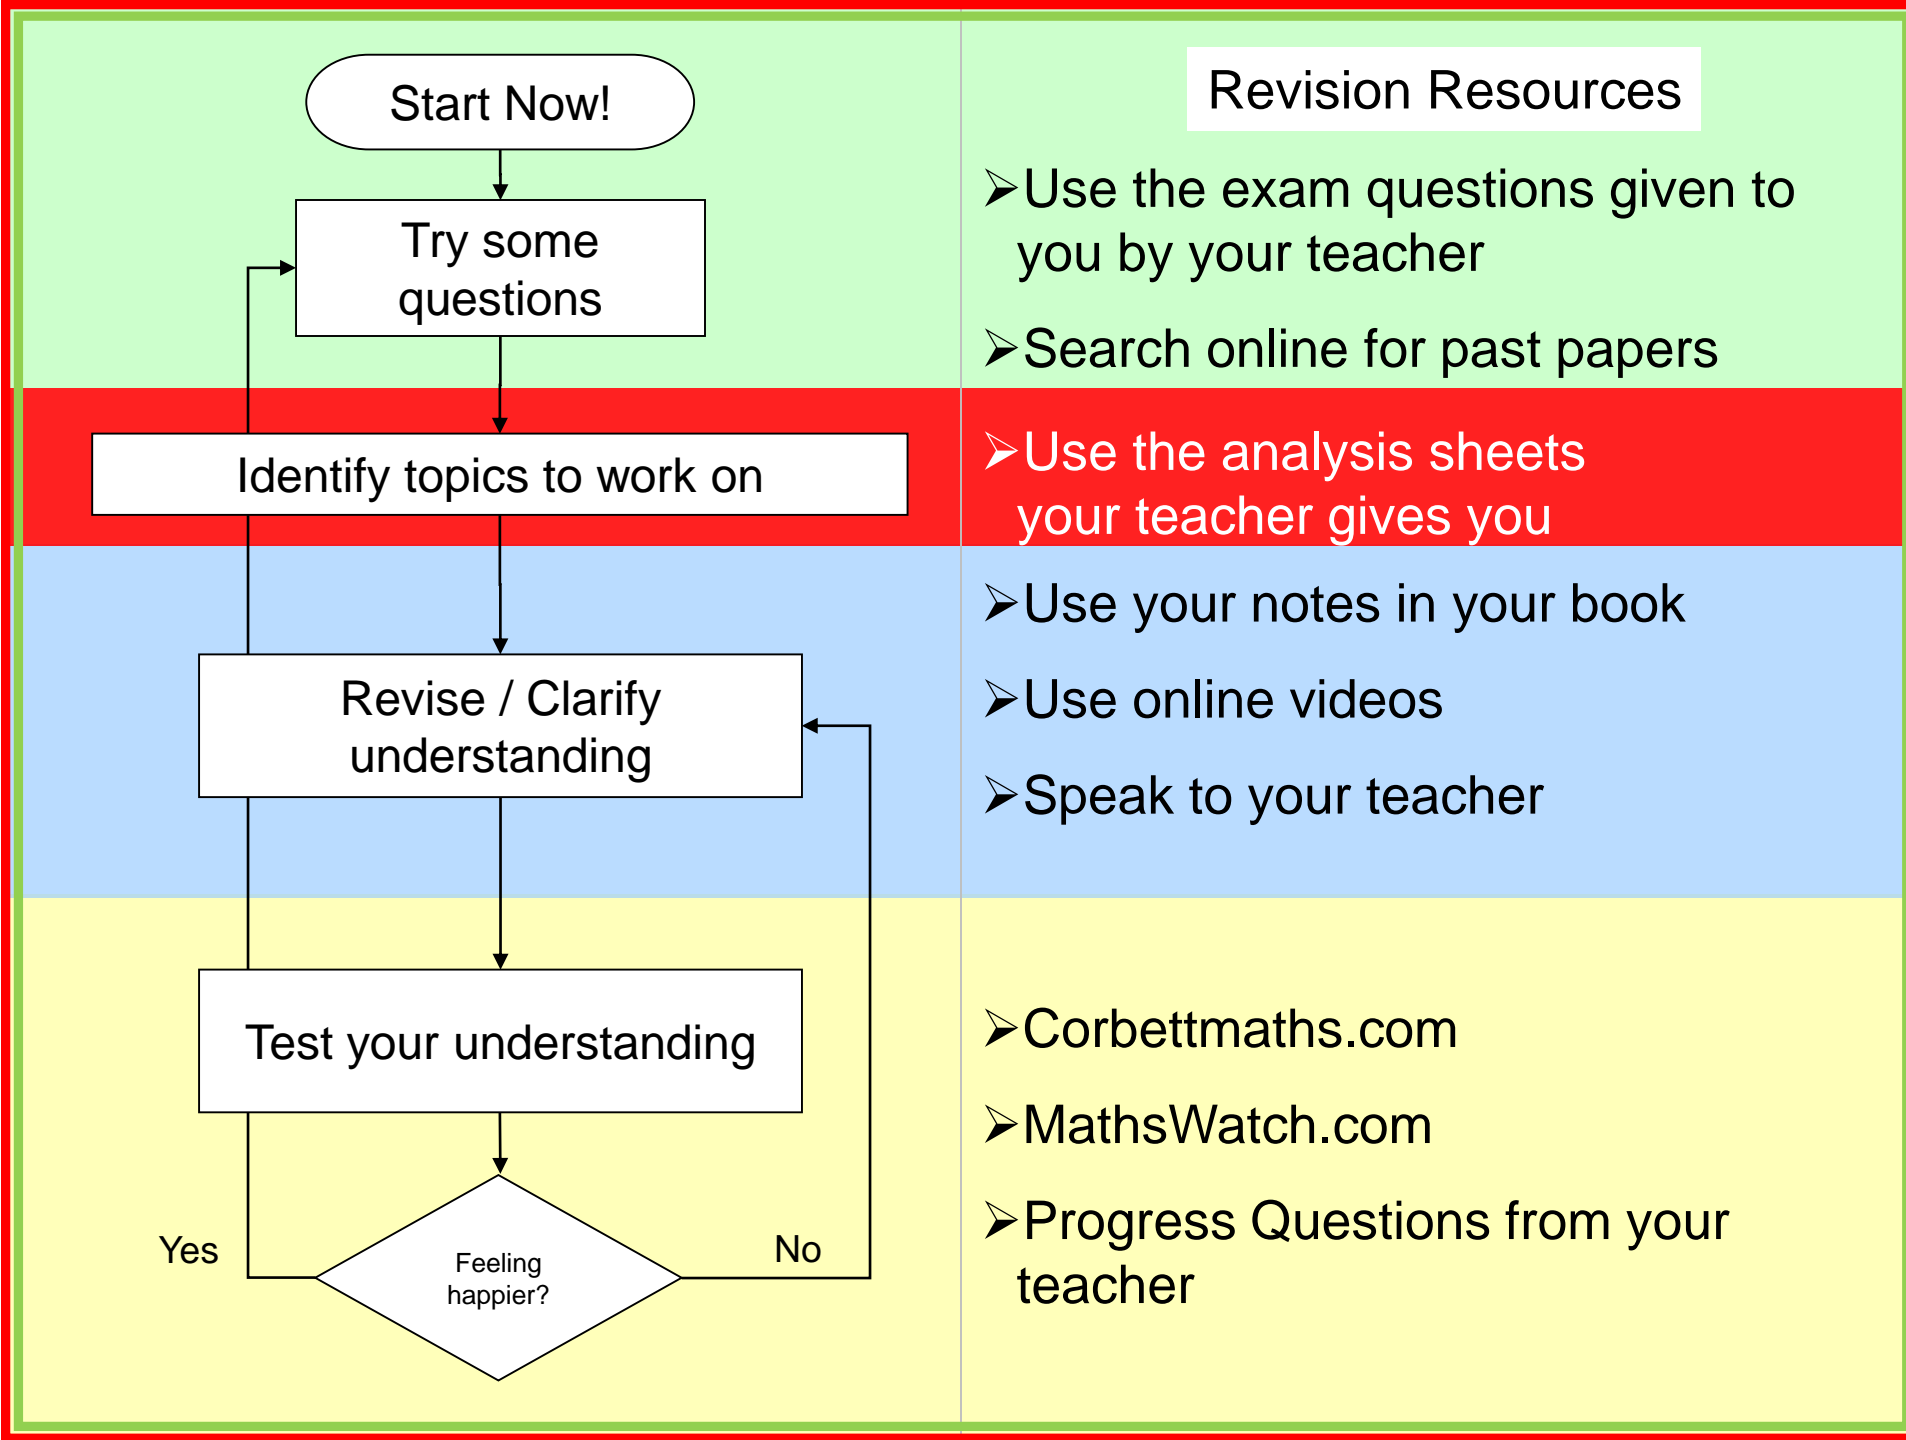 Start Now!
Try some
questions
Identify topics to work on
Revise / Clarify
understanding
Test your understanding
Yes
Feeling
happier?
No
Revision Resources
➢Use the exam questions given to
you by your teacher
➢Search online for past papers
➢Use the analysis sheets
your teacher gives you
➢Use your notes in your book
➢Use online videos
➢Speak to your teacher
➢Corbettmaths.com
➢MathsWatch.com
➢Progress Questions from your
teacher